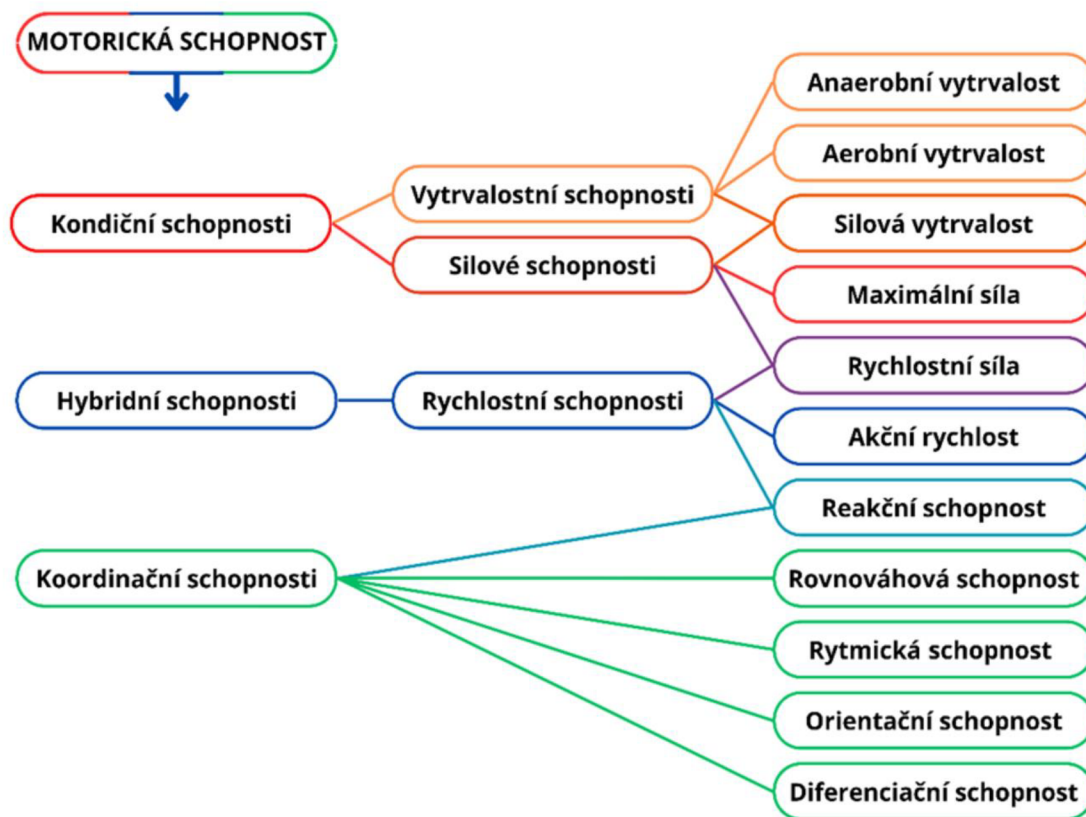 MOTORICKÁ SCHOPNOST
Kondiční schopnosti
Hybridní schopnosti
Koordinační schopnosti
Vytrvalostní schopnosti
Silové schopnosti
Rychlostní schopnosti
Anaerobní vytrvalost
Aerobní vytrvalost
Silová vytrvalost
Maximální síla
Rychlostní síla
Akční rychlost
Reakční schopnost
Rovnováhová schopnost
Rytmická schopnost
Orientační schopnost
Diferenciační schopnost